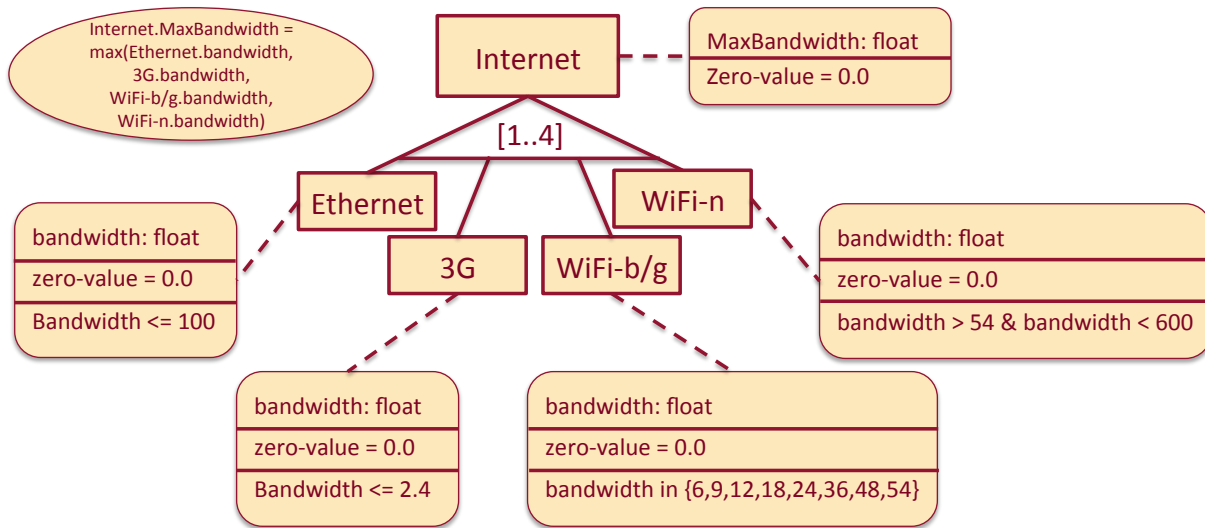 Internet.MaxBandwidth =
max(Ethernet.bandwidth,
3G.bandwidth,
WiFi-b/g.bandwidth,
WiFi-n.bandwidth)
Internet
MaxBandwidth: float
Zero-value = 0.0
[1..4]
Ethernet
WiFi-n
3G
WiFi-b/g
bandwidth: float
zero-value = 0.0
Bandwidth <= 100
bandwidth: float
zero-value = 0.0
bandwidth > 54 & bandwidth < 600
bandwidth: float
zero-value = 0.0
Bandwidth <= 2.4
bandwidth: float
zero-value = 0.0
bandwidth in {6,9,12,18,24,36,48,54}